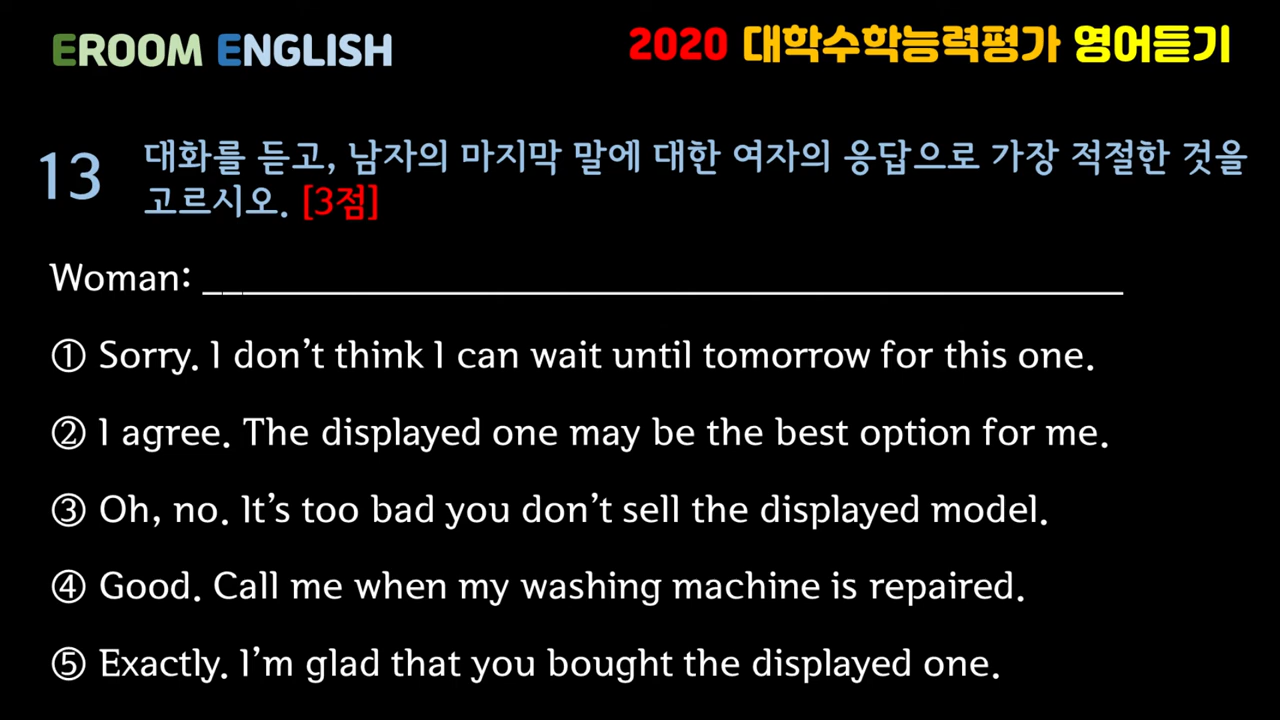 EROOM ENGLISH
2020 대학수학능력평가 영어듣기
13 대화를 듣고, 남자의 마지막 말에 대한 여자의 응답으로 가장 적절한 것을
고르시오. [3점]
Woman: ______________________________________________
① Sorry. I don’t think I can wait until tomorrow for this one.
② I agree. The displayed one may be the best option for me.
③ Oh, no. It’s too bad you don’t sell the displayed model.
④ Good. Call me when my washing machine is repaired.
⑤ Exactly. I’m glad that you bought the displayed one.